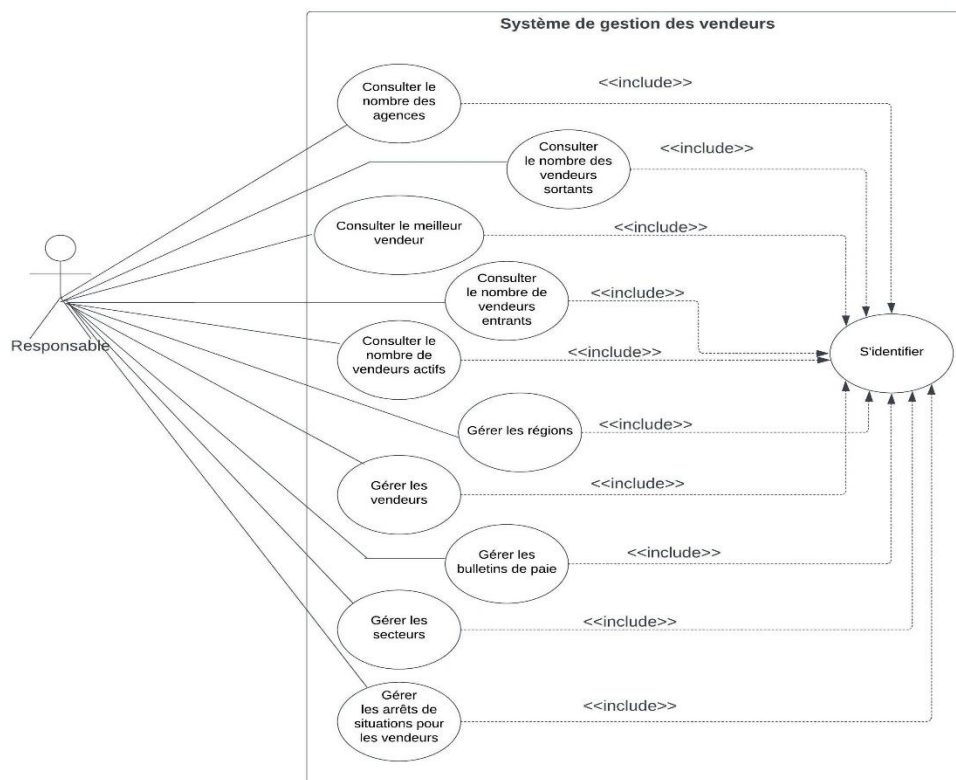 Système de gestion des vendeurs
Consulter le
nombre des
agences
<<include>>
Consulter
le nombre des
vendeurs
sortants
<<include>>
Consulter le meilleur
vendeur
<<include>>
Consulter
le nombre de
vendeurs
entrants
<<include>>
Responsable
Consulter
le nombre de
vendeurs actifs
<<include>>
S'identifier
Gérer les régions
<<include>>
Gérer les
vendeurs
<<include>>
Gérer les
bulletins de paie
<<include>>
Gérer les
secteurs
<<include>>
Gérer
les arrêts de
situations pour
les vendeurs
<<include>>